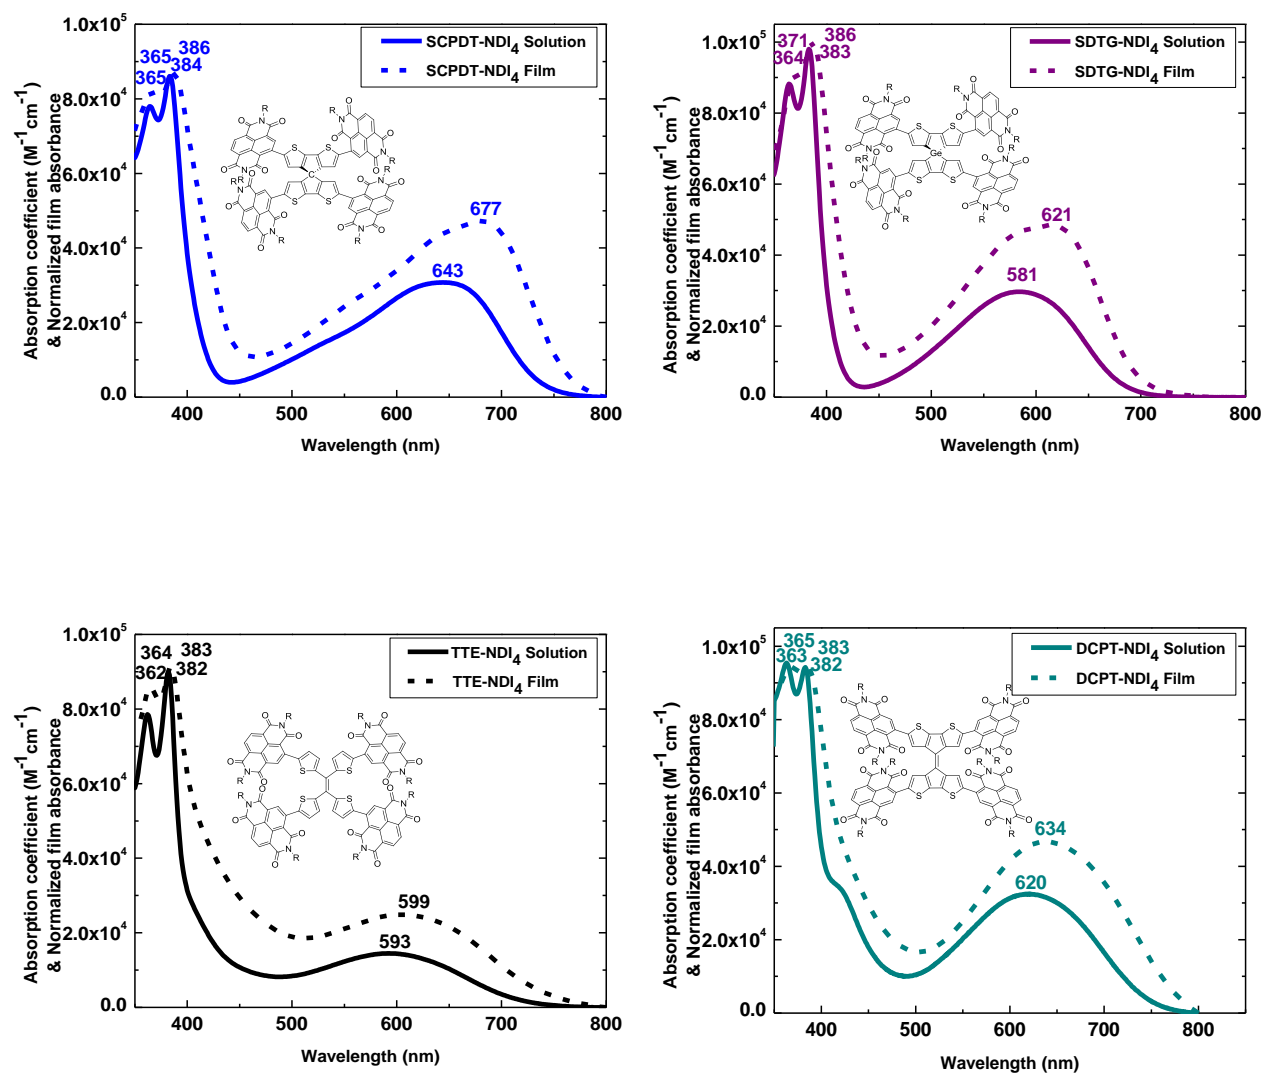 1.0x10^5
8.0x10^4
6.0x10^4
4.0x10^4
2.0x10^4
0.0
Absorption coefficient (M^-1 cm^-1)
& Normalized film absorbance
SCPDT-NDI4 Solution
SCPDT-NDI4 Film
365
386
365
384
677
643
400
500
600
700
800
Wavelength (nm)
1.0x10^5
8.0x10^4
6.0x10^4
4.0x10^4
2.0x10^4
0.0
Absorption coefficient (M^-1 cm^-1)
& Normalized film absorbance
SDTG-NDI4 Solution
SDTG-NDI4 Film
371
386
364
383
Ge
621
581
400
500
600
700
800
Wavelength (nm)
1.0x10^5
8.0x10^4
6.0x10^4
4.0x10^4
2.0x10^4
0.0
Absorption coefficient (M^-1 cm^-1)
& Normalized film absorbance
TTE-NDI4 Solution
TTE-NDI4 Film
364
383
362
382
599
593
400
500
600
700
800
Wavelength (nm)
1.0x10^5
8.0x10^4
6.0x10^4
4.0x10^4
2.0x10^4
0.0
Absorption coefficient (M^-1 cm^-1)
& Normalized film absorbance
DCPT-NDI4 Solution
DCPT-NDI4 Film
365
383
363
382
634
620
400
500
600
700
800
Wavelength (nm)